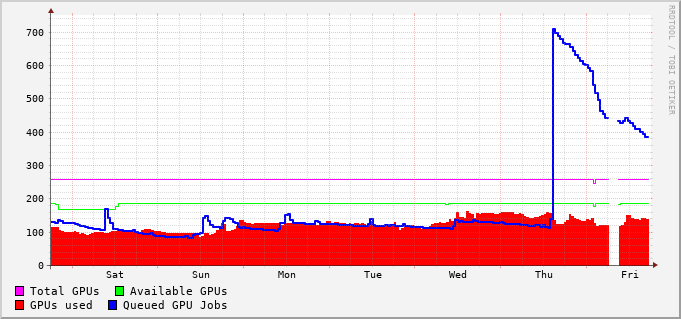 RRDTOOL / TOBI OETIKER
700
600
500
400
300
200
100
0
Sat Sun Mon Tue Wed Thu Fri
Total GPUs Available GPUs
GPUs used Queued GPU Jobs